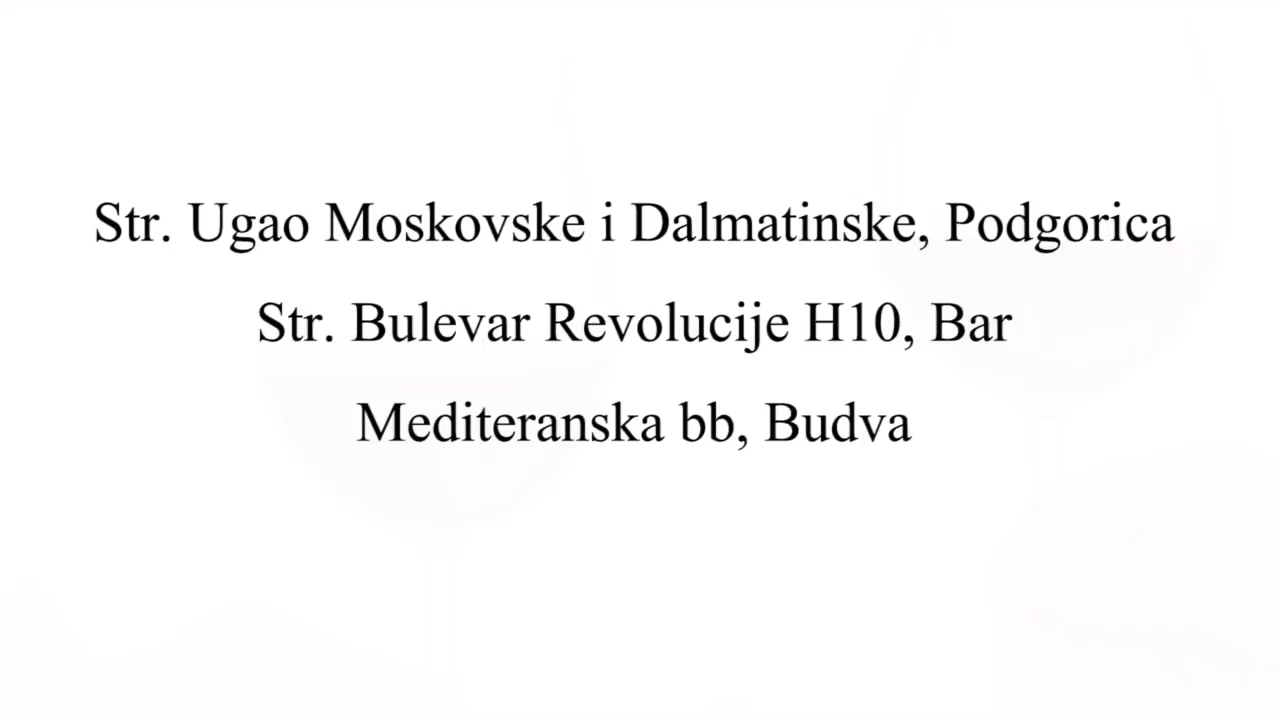 Str. Ugao Moskovske i Dalmatinske, Podgorica
Str. Bulevar Revolucije H10, Bar
Mediteranska bb, Budva